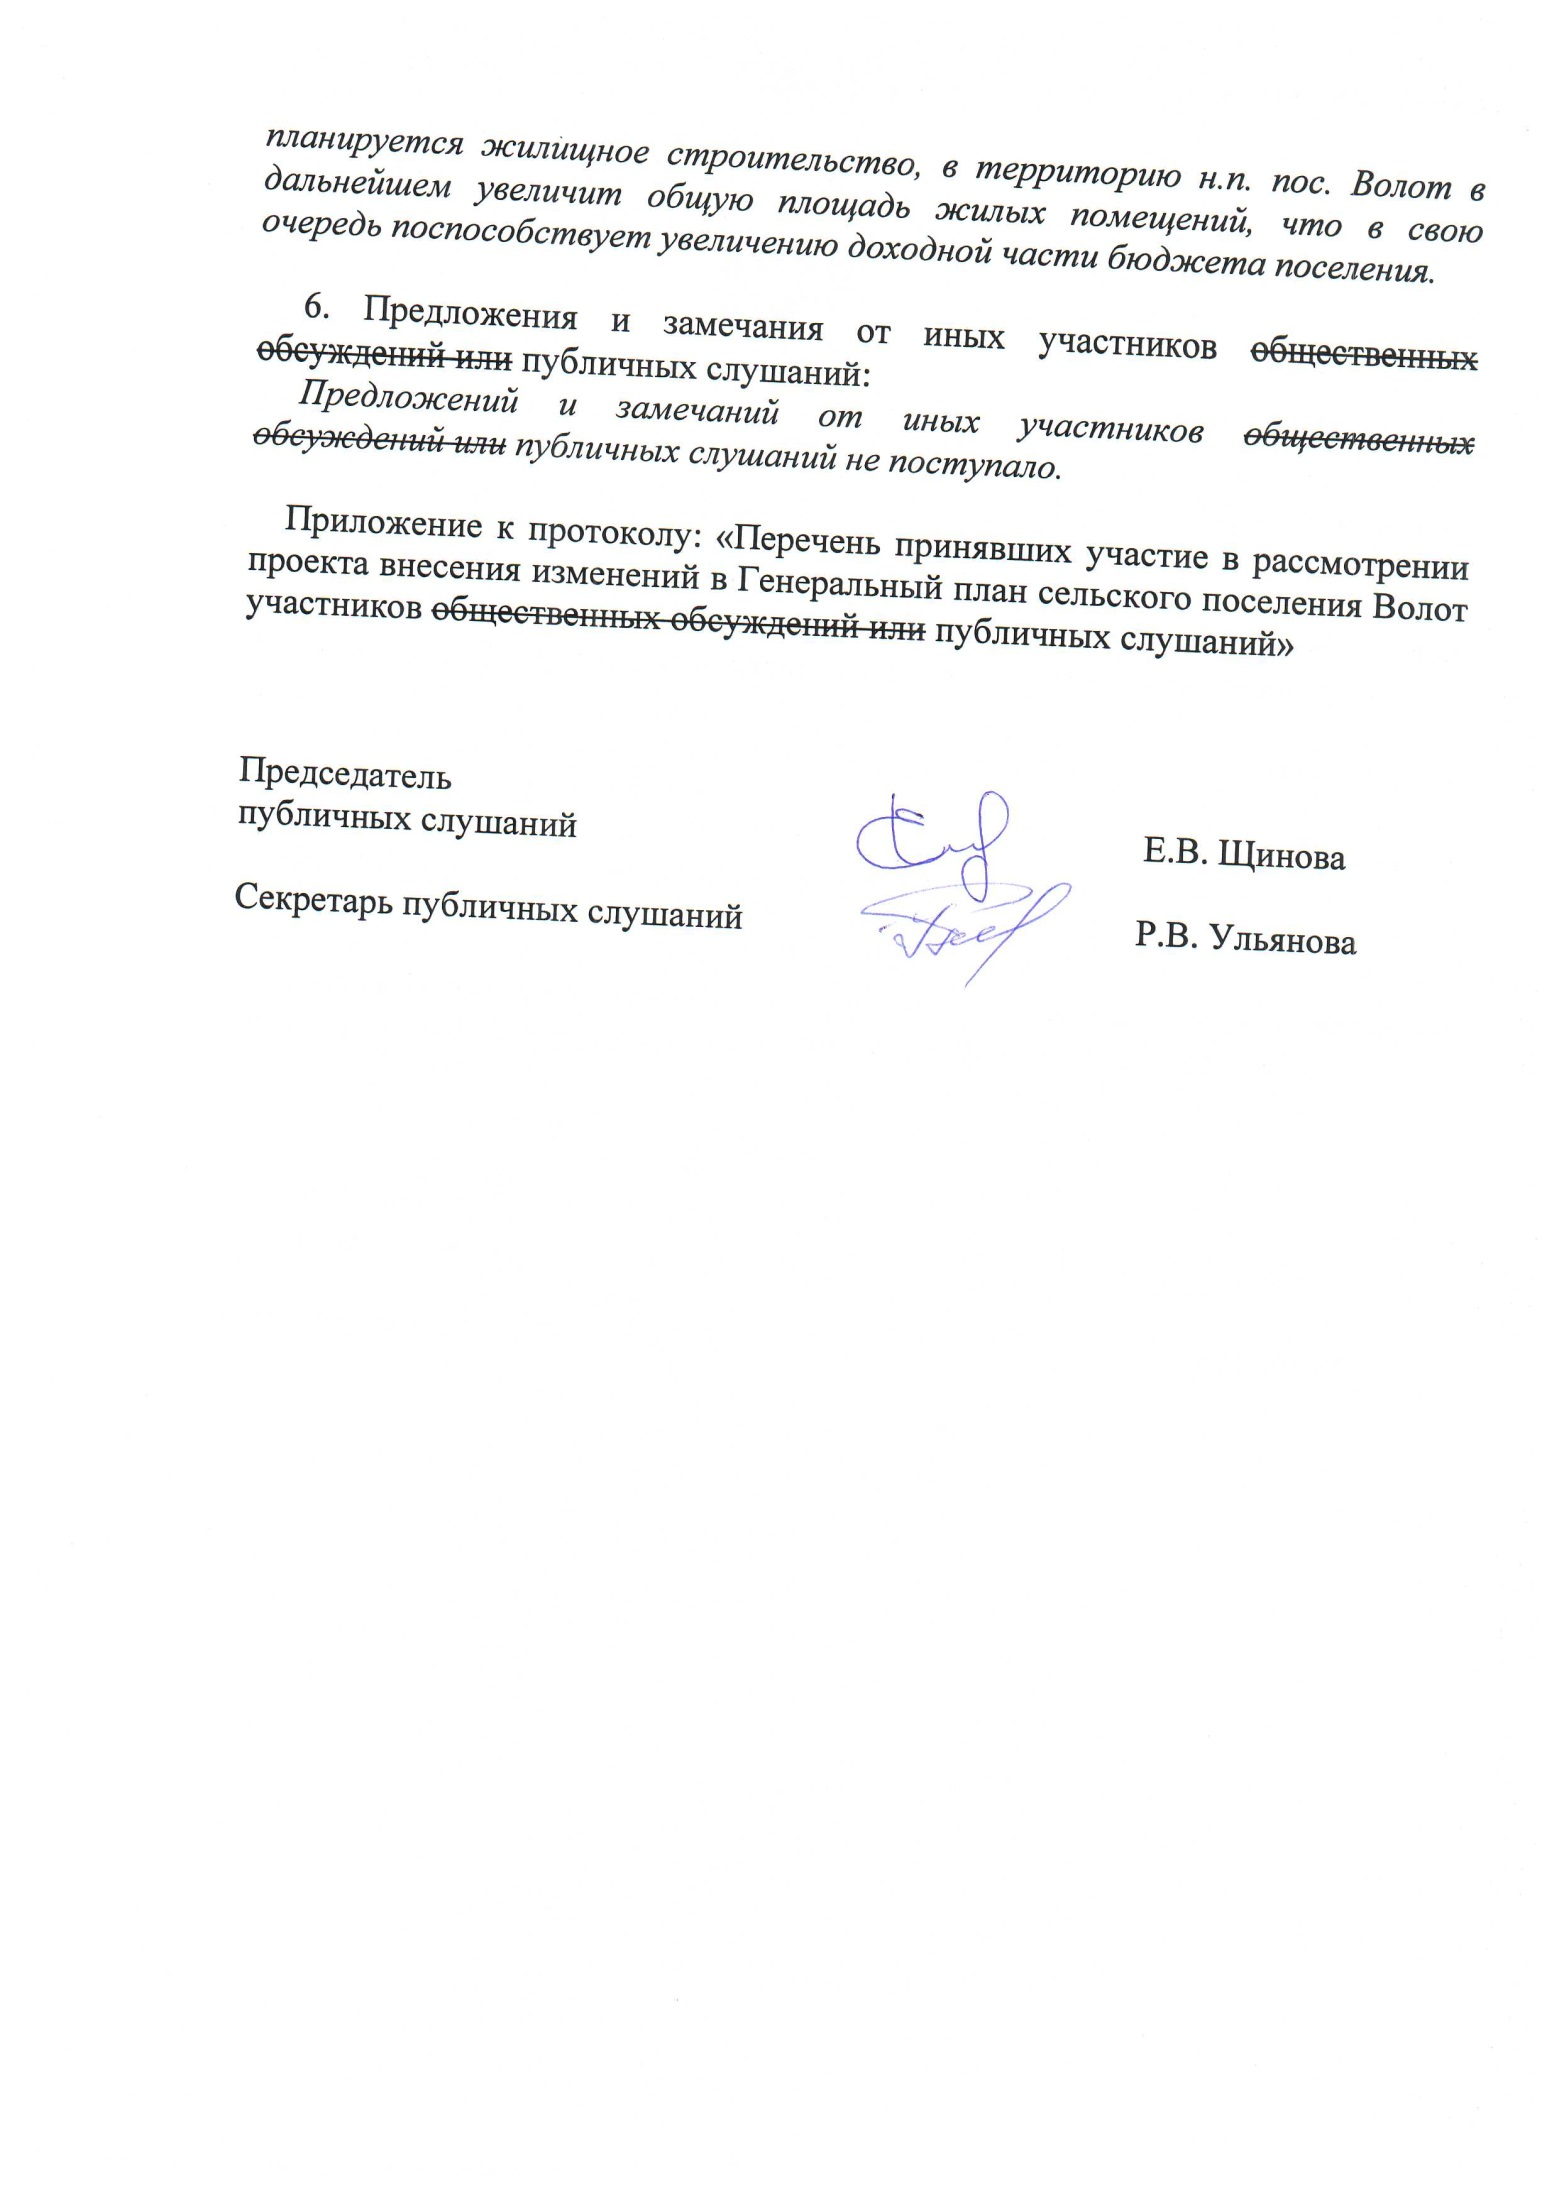 планируется жилищное строительство, в территорию н.п. пос. Волот в
дальнейшем увеличит общую площадь жилых помещений, что в свою
очередь поспособствует увеличению доходной части бюджета поселения.
6. Предложения и замечания от иных участников общественных
обсуждений или публичных слушаний:
Предложений и замечаний от иных участников общественных
обсуждений или публичных слушаний не поступало.
Приложение к протоколу: «Перечень принявших участие в рассмотрении
проекта внесения изменений в Генеральный план сельского поселения Волот
участников общественных обсуждений или публичных слушаний»
Председатель
публичных слушаний
Е.В. Щинова
Секретарь публичных слушаний
Р.В. Ульянова